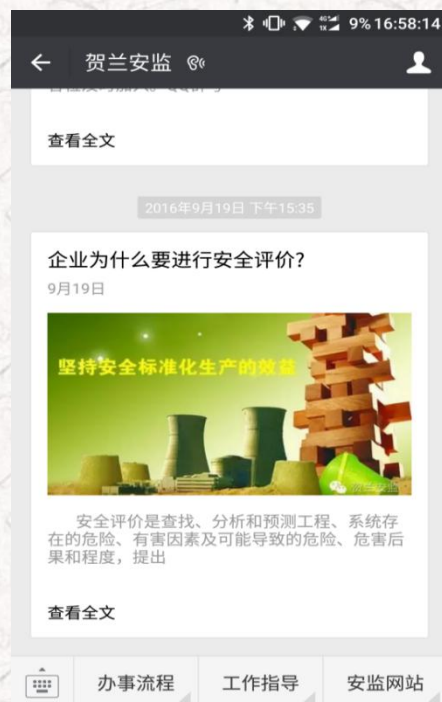 4G 1X 9% 16:58:14
贺兰安监
查看全文
2016年9月19日 下午15:35
企业为什么要进行安全评价?
9月19日
坚持安全标准化生产的效益
贺兰安监
安全评价是查找、分析和预测工程、系统存
在的危险、有害因素及可能导致的危险、危害后
果和程度，提出
查看全文
办事流程
工作指导
安监网站